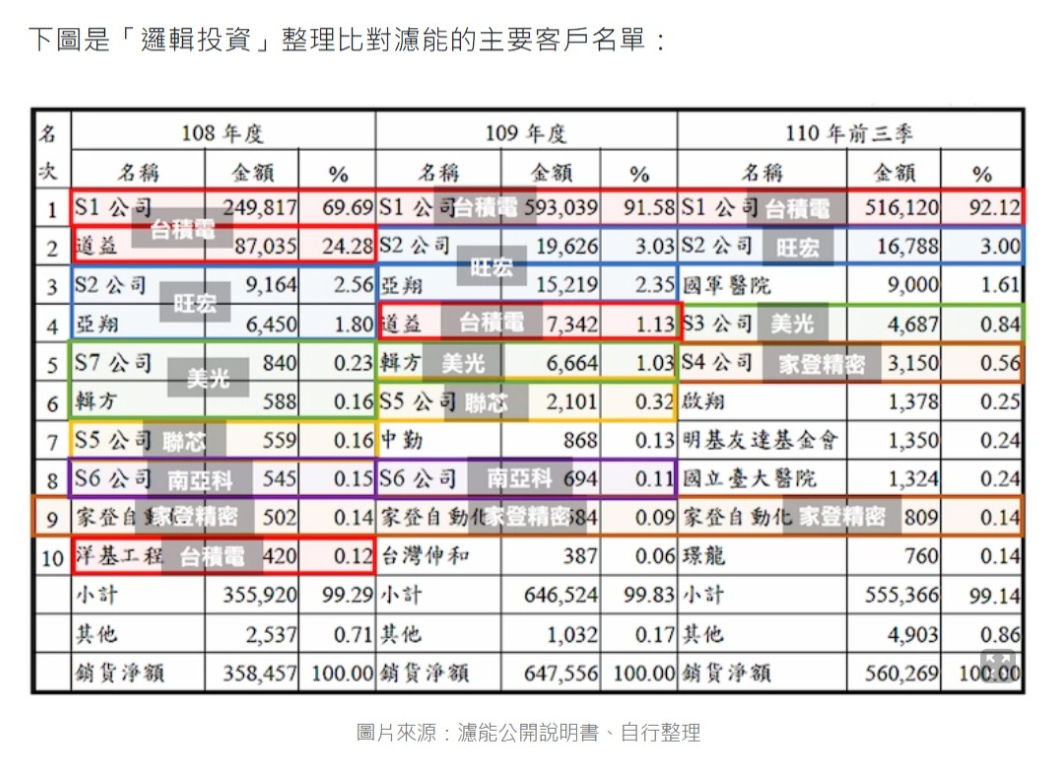 下圖是「邏輯投資」整理比對濾能的主要客戶名單：
名次 108 年度 109 年度 110 年前三季
名稱 金額 % 名稱 金額 % 名稱 金額 %
1 S1 公司 台積電 249,817 69.69 S1 公司 台積電 593,039 91.58 S1 公司 台積電 516,120 92.12
2 道益 87,035 24.28 S2 公司 旺宏 19,626 3.03 S2 公司 旺宏 16,788 3.00
3 S2 公司 旺宏 9,164 2.56 亞翔 15,219 2.35 國軍醫院 9,000 1.61
4 亞翔 6,450 1.80 道益 台積電 7,342 1.13 S3 公司 美光 4,687 0.84
5 S7 公司 美光 840 0.23 輯方 美光 6,664 1.03 S4 公司 家登精密 3,150 0.56
6 輯方 588 0.16 S5 公司 聯芯 2,101 0.32 啟翔 1,378 0.25
7 S5 公司 聯芯 559 0.16 中勤 868 0.13 明基友達基金會 1,350 0.24
8 S6 公司 南亞科 545 0.15 S6 公司 南亞科 694 0.11 國立臺大醫院 1,324 0.24
9 家登自動 家登精密 502 0.14 家登自動化 家登精密 84 0.09 家登自動化 家登精密 809 0.14
10 洋基工程 台積電 420 0.12 台灣伸和 387 0.06 璟龍 760 0.14
小計 355,920 99.29 小計 646,524 99.83 小計 555,366 99.14
其他 2,537 0.71 其他 1,032 0.17 其他 4,903 0.86
銷貨淨額 358,457 100.00 銷貨淨額 647,556 100.00 銷貨淨額 560,269 100.00
圖片來源：濾能公開說明書、自行整理